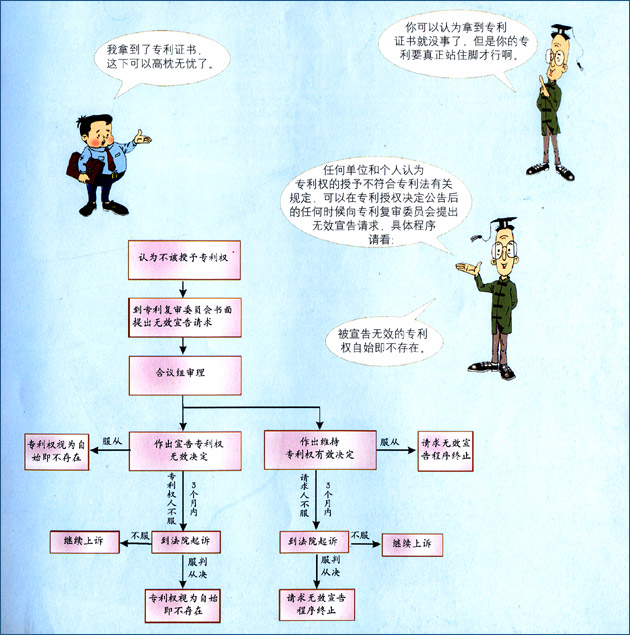 我拿到了专利证书，
这下可以高枕无忧了。
你可以认为拿到专利
证书就没事了，但是你的专
利要真正站住脚才行啊。
任何单位和个人认为
专利权的授予不符合专利法有关
规定，可以在专利授权决定公告后
的任何时候向专利复审委员会提出
无效宣告请求，具体程序
请看：
被宣告无效的专利
权自始即不存在。
认为不该授予专利权
到专利复审委员会书面
提出无效宣告请求
合议组审理
专利权视为自
始即不存在
服从
作出宣告专利权
无效决定
作出维持
专利权有效决定
服从
请求无效宣
告程序终止
专利权人不服
3个月内
请求人不服
3个月内
继续上诉
不服
到法院起诉
到法院起诉
不服
继续上诉
服判
从决
服判
从决
专利权视为自始
即不存在
请求无效宣告
程序终止